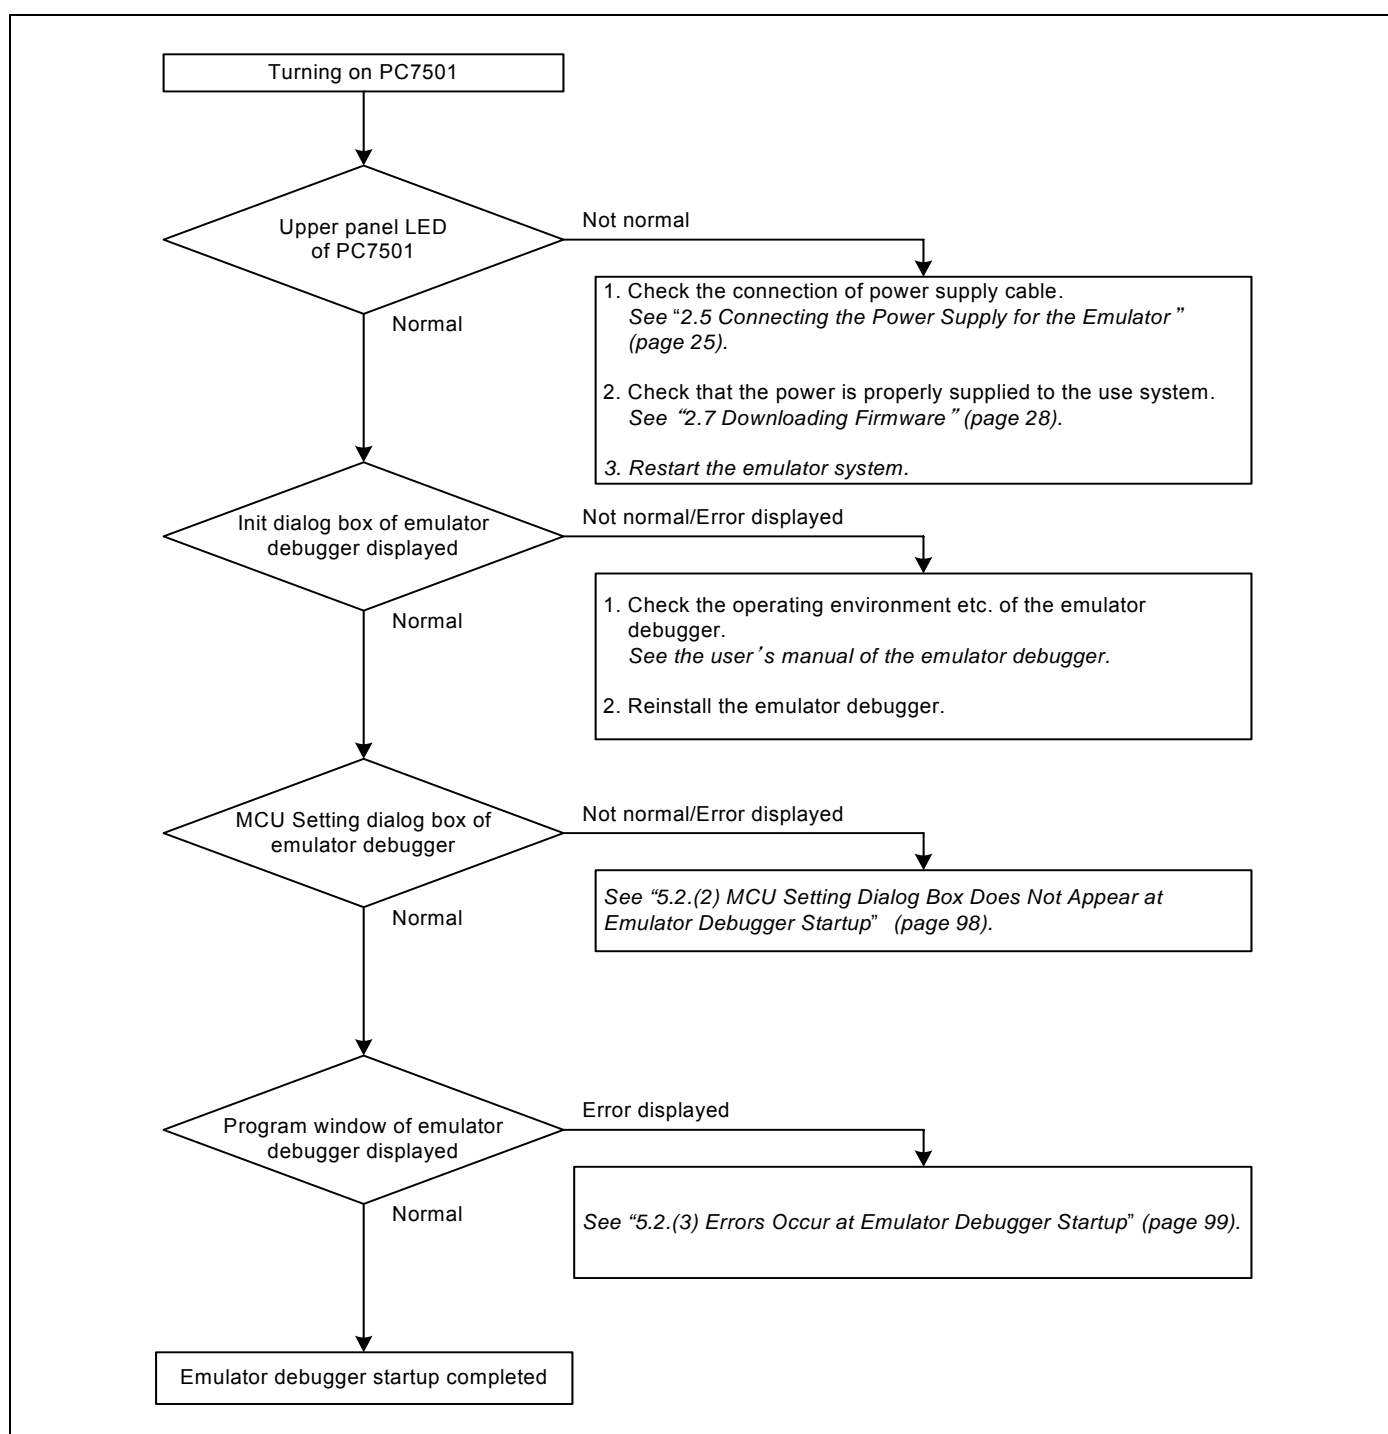 Turning on PC7501
Upper panel LED
of PC7501
Not normal
Normal
1. Check the connection of power supply cable.
See “2.5 Connecting the Power Supply for the Emulator”
(page 25).
2. Check that the power is properly supplied to the use system.
See “2.7 Downloading Firmware” (page 28).
3. Restart the emulator system.
Init dialog box of emulator
debugger displayed
Not normal/Error displayed
Normal
1. Check the operating environment etc. of the emulator
debugger.
See the user’s manual of the emulator debugger.
2. Reinstall the emulator debugger.
MCU Setting dialog box of
emulator debugger
Not normal/Error displayed
Normal
See “5.2.(2) MCU Setting Dialog Box Does Not Appear at
Emulator Debugger Startup” (page 98).
Program window of emulator
debugger displayed
Error displayed
Normal
See “5.2.(3) Errors Occur at Emulator Debugger Startup” (page 99).
Emulator debugger startup completed